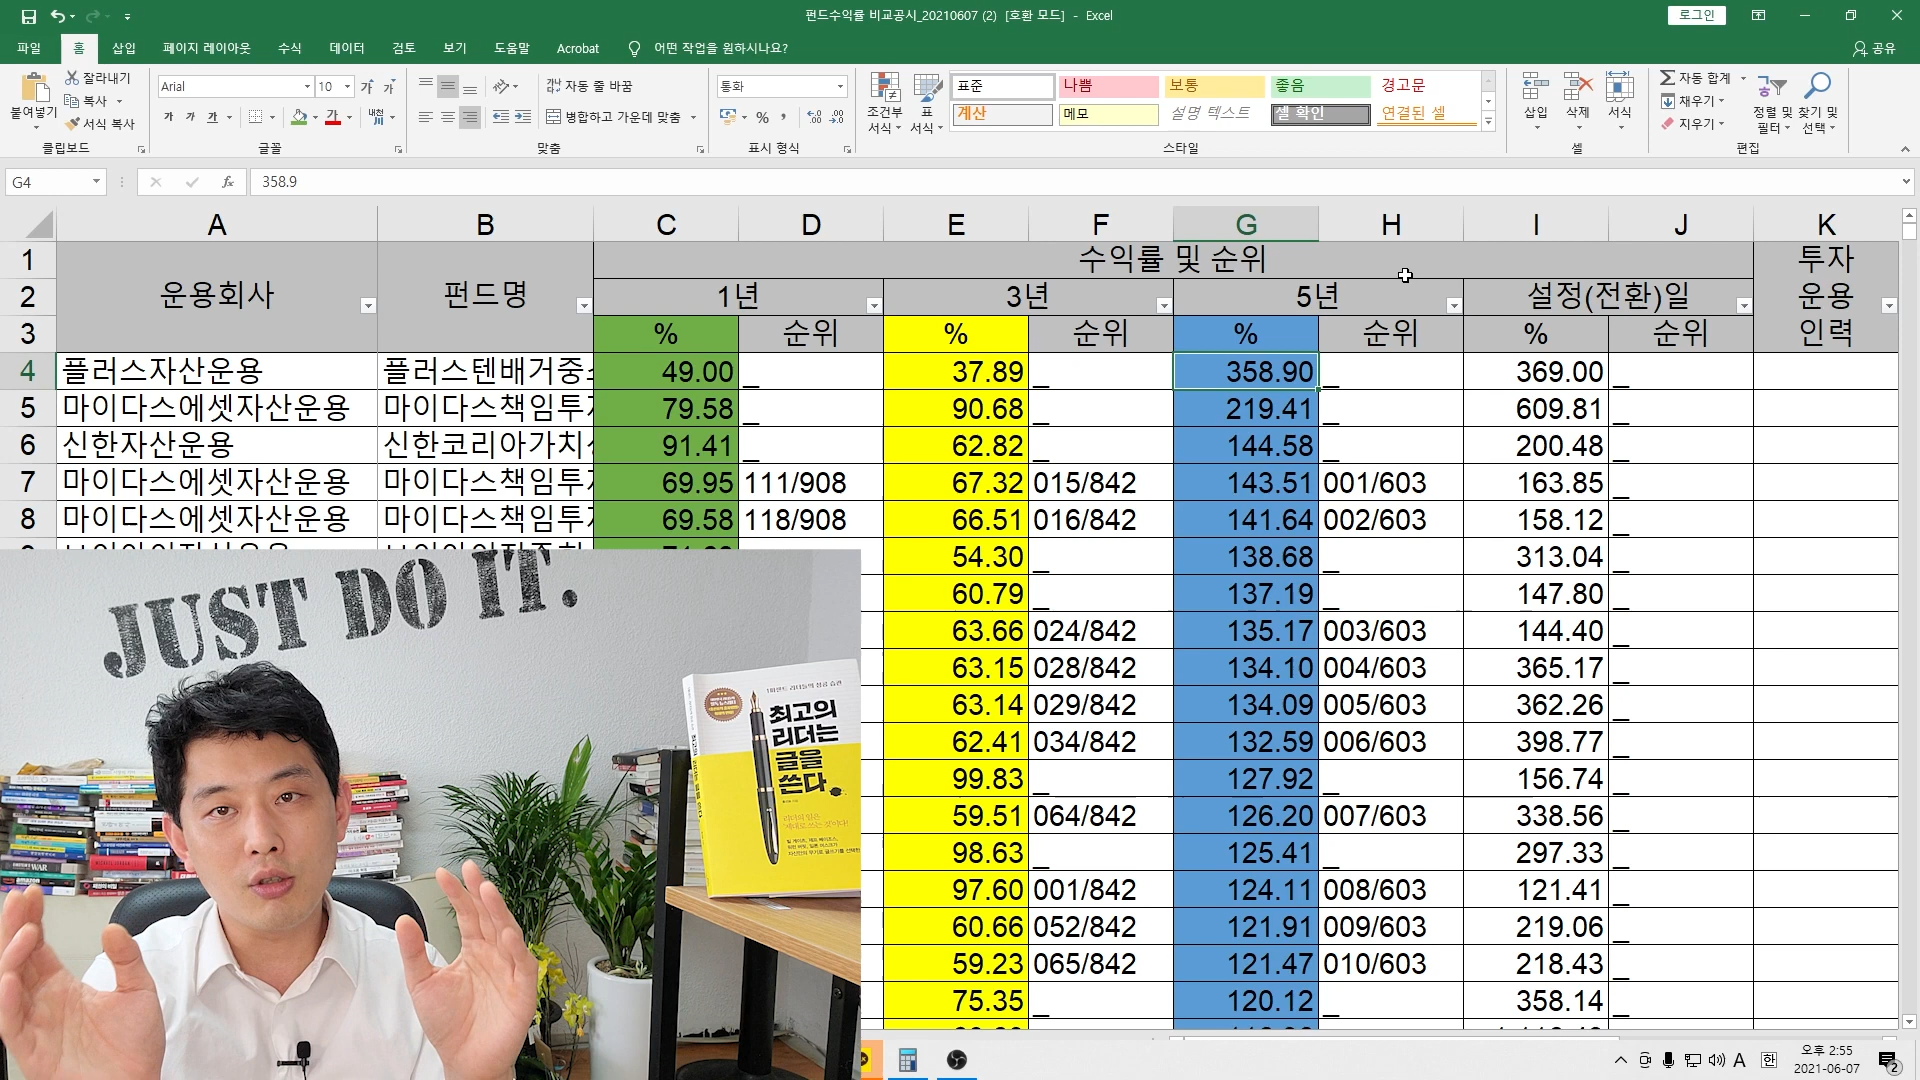 펀드수익률 비교공시_20210607 (2) [호환 모드] - Excel
로그인
파일 홈 삽입 페이지 레이아웃 수식 데이터 검토 보기 도움말 Acrobat 어떤 작업을 원하시나요? 공유
붙여넣기 잘라내기 복사 서식 복사 클립보드
Arial 10 가 가 가 가 가 가 내천 글꼴
자동 줄 바꿈 병합하고 가운데 맞춤 맞춤
통화 % 표시 형식
조건부 서식 표 서식 표준 나쁨 보통 좋음 경고문
계산 메모 설명 텍스트 셀 확인 연결된 셀 스타일
삽입 삭제 서식 셀
자동 합계 채우기 지우기 정렬 및 필터 찾기 및 선택 편집
G4 fx 358.9
A B C D E F G H I J K
1 수익률 및 순위 투자
2 운용회사 펀드명 1년 3년 5년 설정(전환)일 운용
3 % 순위 % 순위 % 순위 % 순위 인력
4 플러스자산운용 플러스텐배거중 49.00 _ 37.89 _ 358.90 _ 369.00 _
5 마이다스에셋자산운용 마이다스책임투 79.58 _ 90.68 _ 219.41 _ 609.81 _
6 신한자산운용 신한코리아가치 91.41 _ 62.82 _ 144.58 _ 200.48 _
7 마이다스에셋자산운용 마이다스책임투 69.95 111/908 67.32 015/842 143.51 001/603 163.85 _
8 마이다스에셋자산운용 마이다스책임투 69.58 118/908 66.51 016/842 141.64 002/603 158.12 _
54.30 _ 138.68 _ 313.04 _
60.79 _ 137.19 _ 147.80 _
63.66 024/842 135.17 003/603 144.40 _
63.15 028/842 134.10 004/603 365.17 _
63.14 029/842 134.09 005/603 362.26 _
62.41 034/842 132.59 006/603 398.77 _
99.83 _ 127.92 _ 156.74 _
59.51 064/842 126.20 007/603 338.56 _
98.63 _ 125.41 _ 297.33 _
97.60 001/842 124.11 008/603 121.41 _
60.66 052/842 121.91 009/603 219.06 _
59.23 065/842 121.47 010/603 218.43 _
75.35 _ 120.12 _ 358.14 _
JUST DO IT.
최고의
리더는
글을
쓴다
WAR
amazon
A 한 오후 2:55
2021-06-07
2